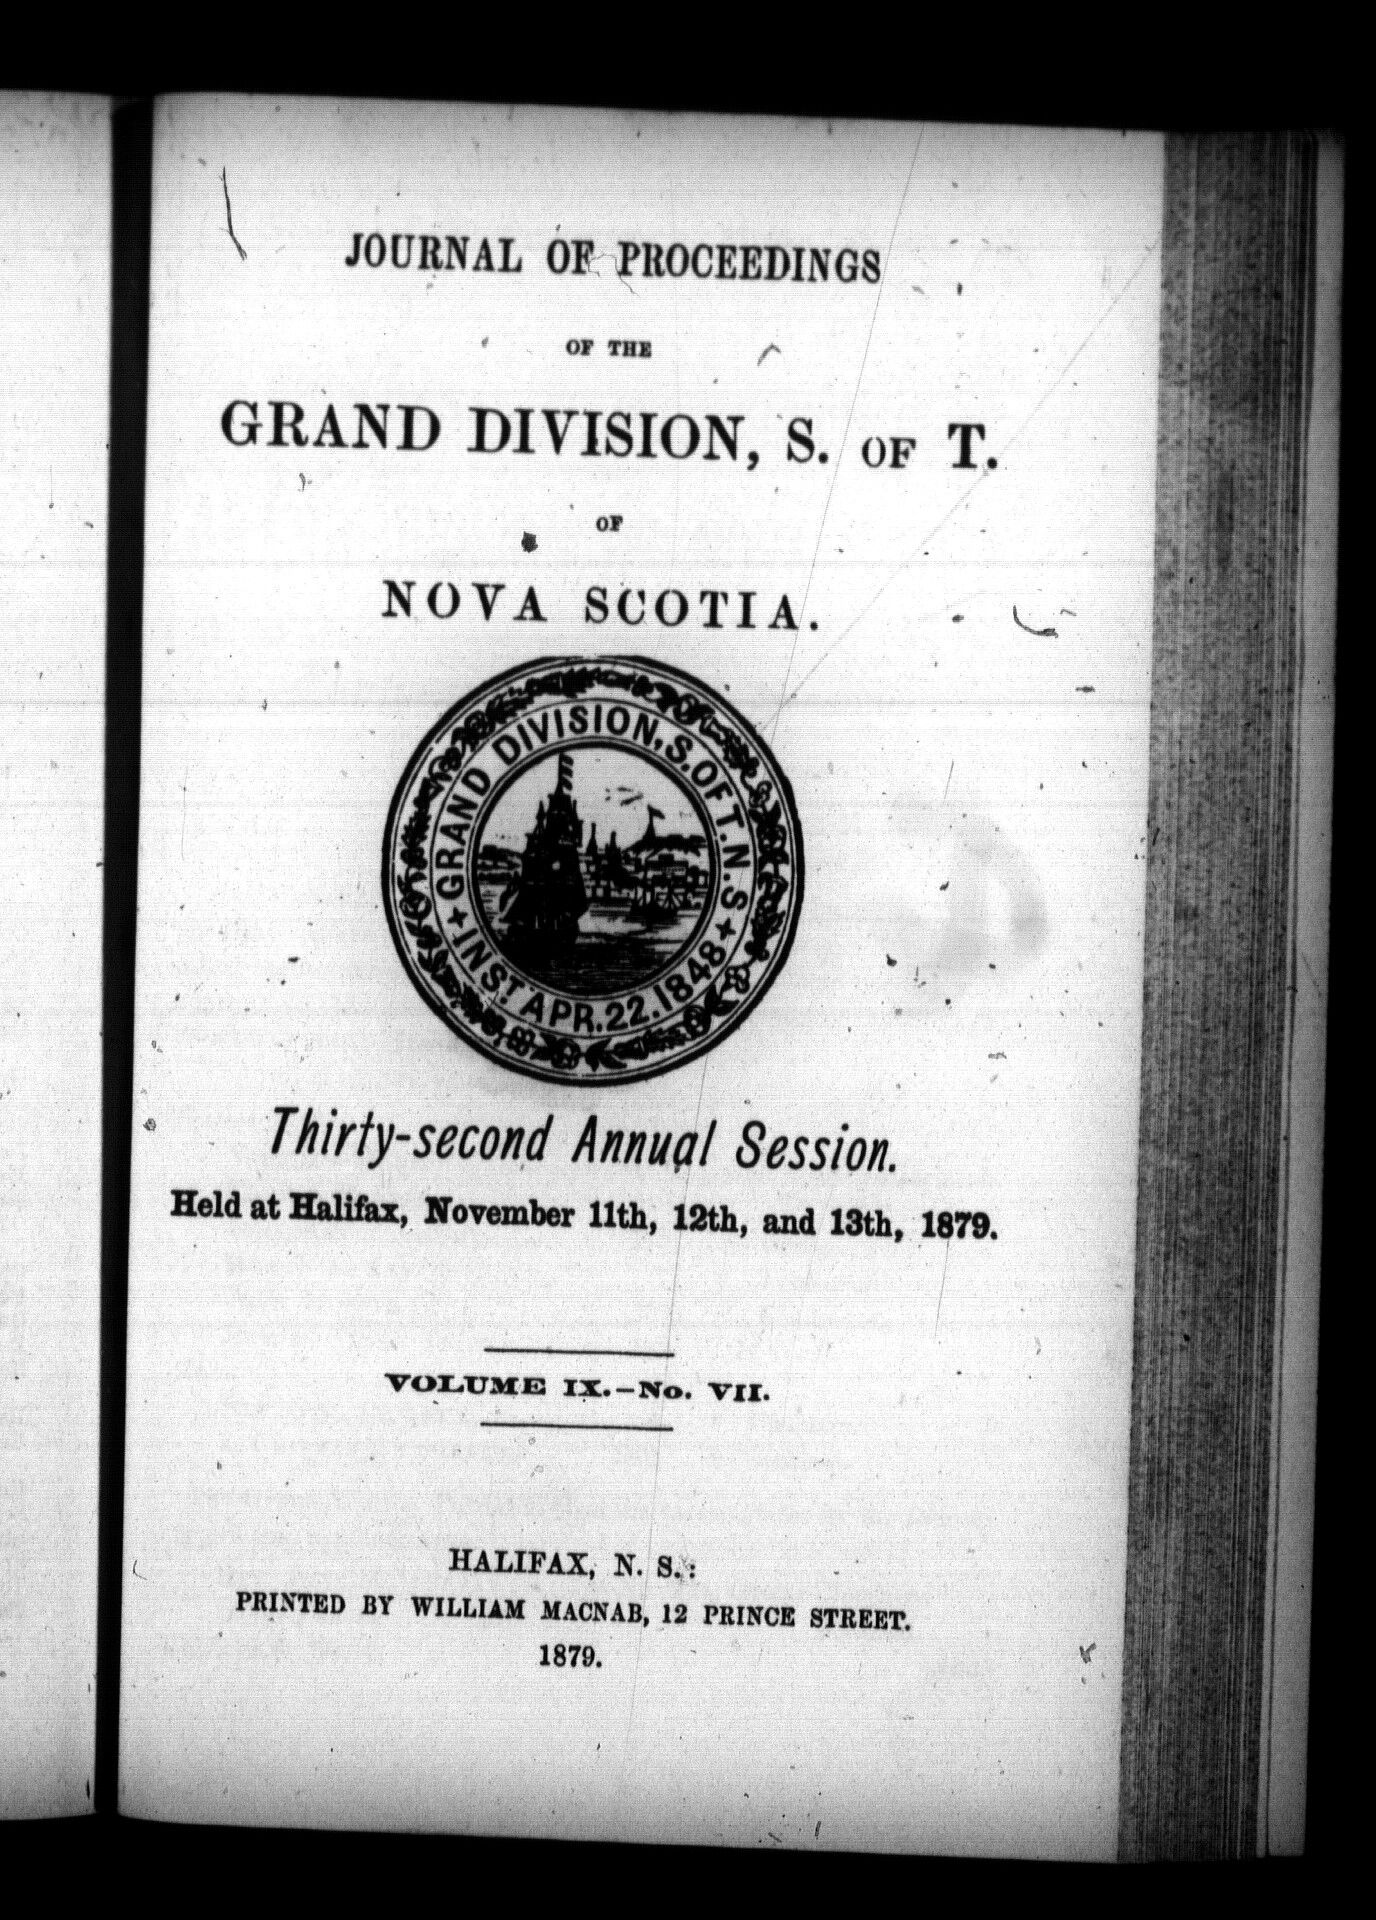 JOURNAL OF PROCEEDINGS
OF THE
GRAND DIVISION, S. OF T.
OF
NOVA SCOTIA.
GRAND DIVISION, S. OF T. N. S
INST. APR. 22. 1848
Thirty-second Annual Session.
Held at Halifax, November 11th, 12th, and 13th, 1879.
VOLUME IX.–No. VII.
HALIFAX, N. S.:
PRINTED BY WILLIAM MACNAB, 12 PRINCE STREET.
1879.